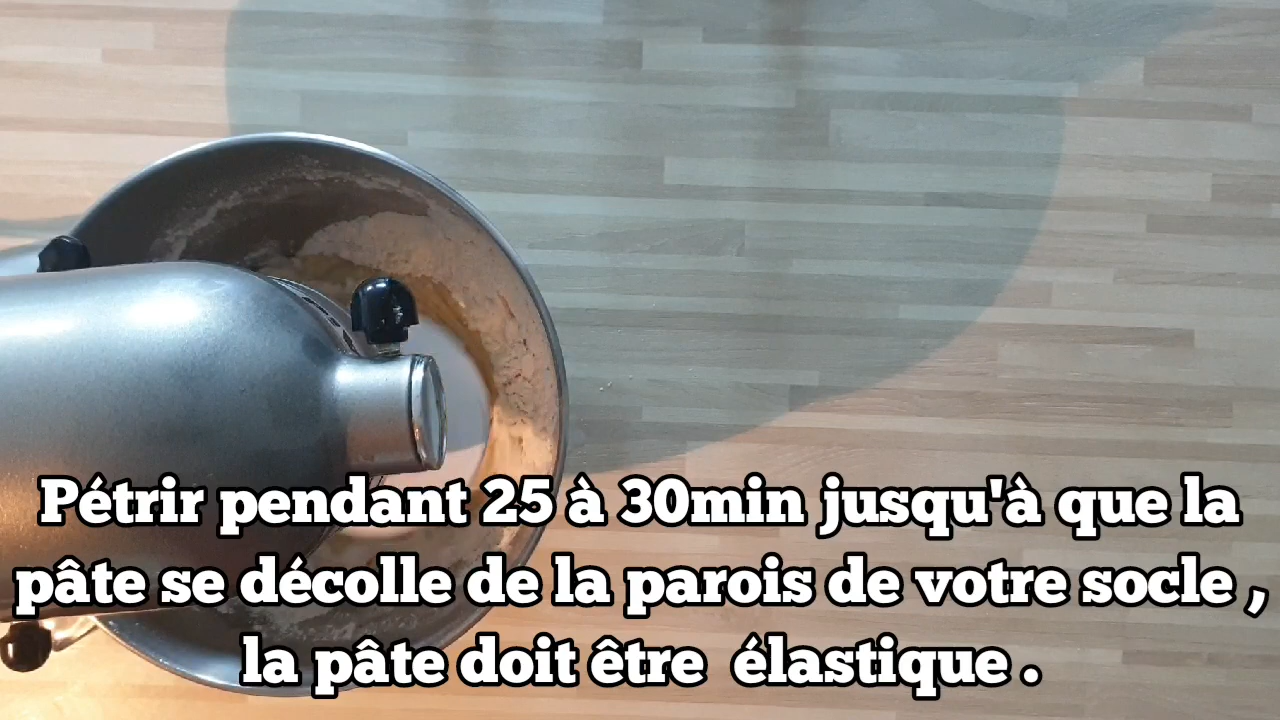 Pétrir pendant 25 à 30min jusqu'à que la
pâte se décolle de la parois de votre socle ,
la pâte doit être  élastique .